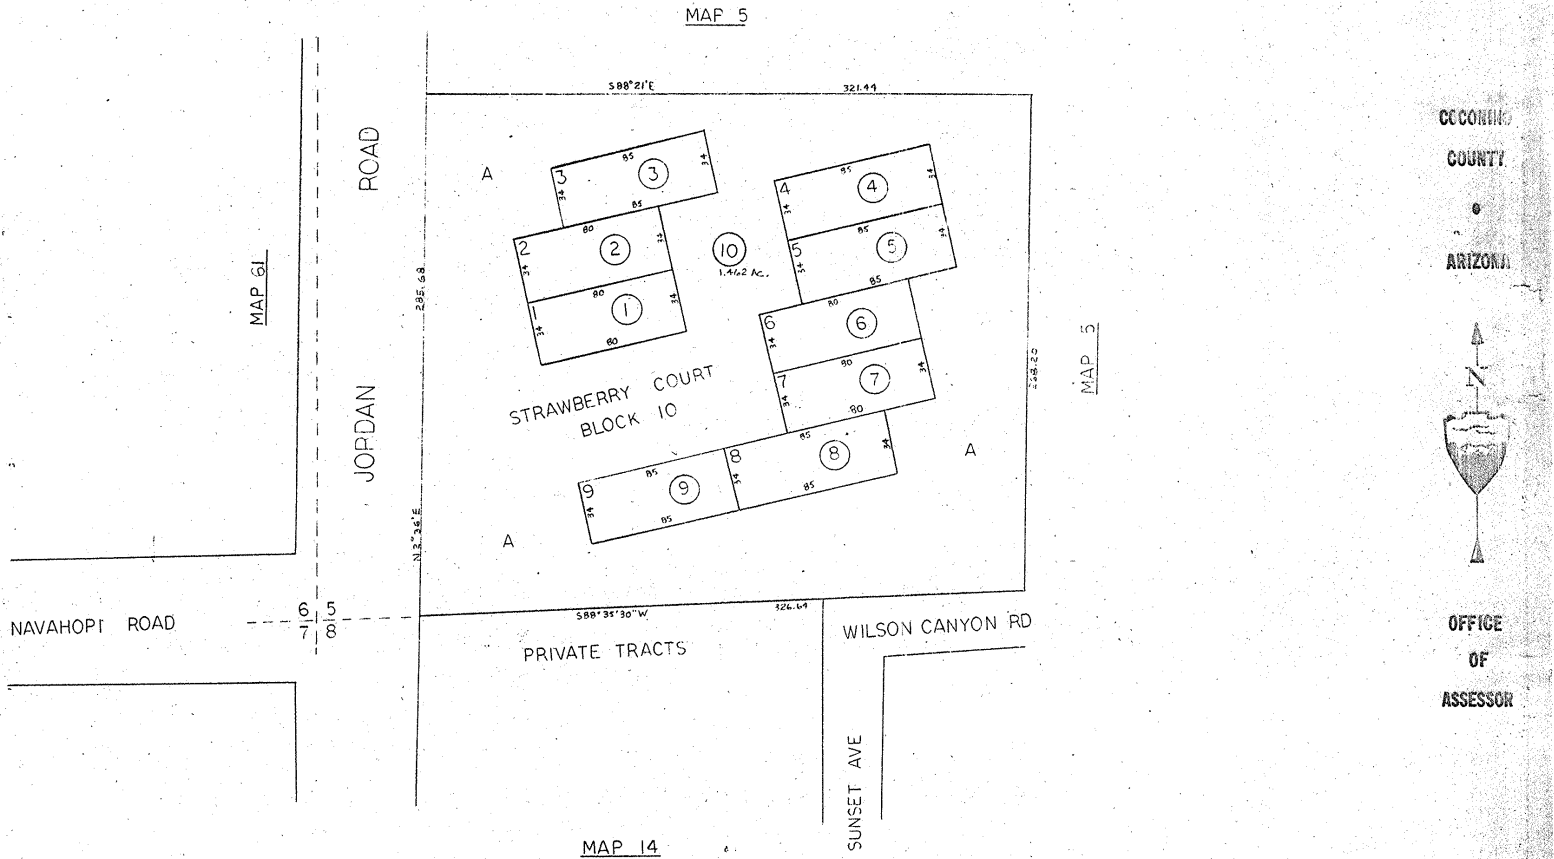 MAP 5
S88°21'E 321.44
COCONINO
COUNTY
ARIZONA
N
OFFICE
OF
ASSESSOR
ROAD
JORDAN
MAP 61
285.68
N3°36'E
A
3 85 3 34
34 85
2 80 2 34
34
1 80 1 34
34 80
10
1.462 AC.
4 85 4 34
34
5 85 5 34
34 85
6 80 6
34
7 80 7 34
34 80
STRAWBERRY COURT
BLOCK 10
8 85 8 34
34 85
9 85 9
34 85
A
A
MAP 5
6 5
7 8
NAVAHOPI ROAD
S88°35'30"W 326.64
PRIVATE TRACTS
WILSON CANYON RD
SUNSET AVE
MAP 14